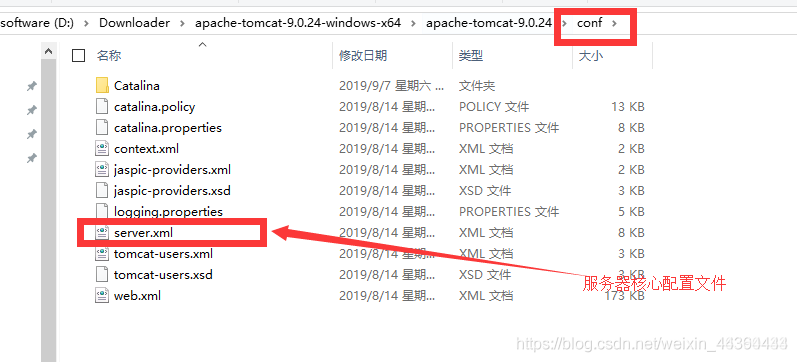 software (D:) › Downloader › apache-tomcat-9.0.24-windows-x64 › apache-tomcat-9.0.24 › conf ›
名称 修改日期 类型 大小
Catalina 2019/9/7 星期六 ... 文件夹
catalina.policy 2019/8/14 星期... POLICY 文件 13 KB
catalina.properties 2019/8/14 星期... PROPERTIES 文件 8 KB
context.xml 2019/8/14 星期... XML 文档 2 KB
jaspic-providers.xml 2019/8/14 星期... XML 文档 2 KB
jaspic-providers.xsd 2019/8/14 星期... XSD 文件 3 KB
logging.properties 2019/8/14 星期... PROPERTIES 文件 5 KB
server.xml 2019/8/14 星期... XML 文档 8 KB
tomcat-users.xml 2019/8/14 星期... XML 文档 3 KB
tomcat-users.xsd 2019/8/14 星期... XSD 文件 3 KB
服务器核心配置文件
web.xml 2019/8/14 星期... XML 文档 173 KB